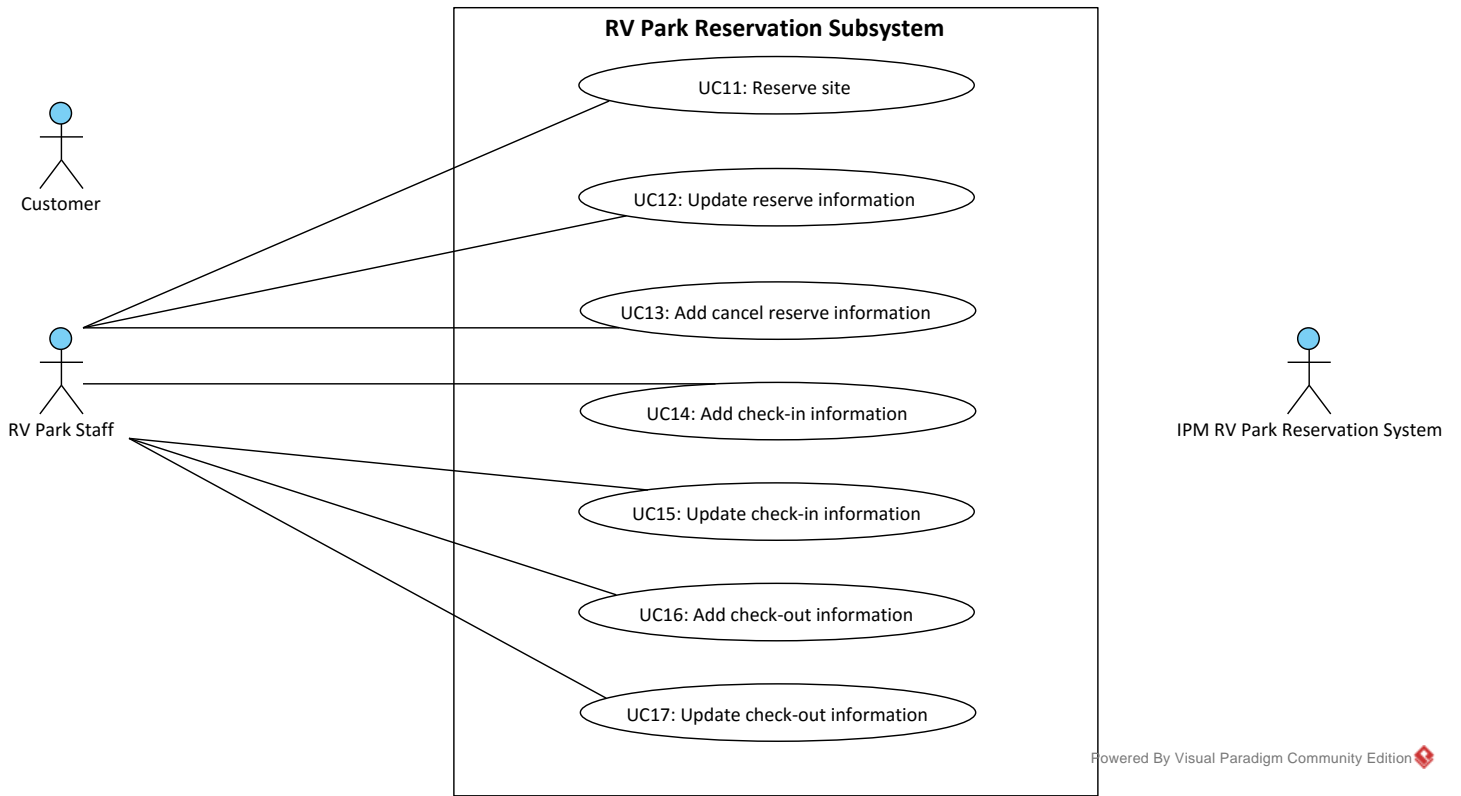 RV Park Reservation Subsystem
UC11: Reserve site
Customer
UC12: Update reserve information
UC13: Add cancel reserve information
UC14: Add check-in information
RV Park Staff
IPM RV Park Reservation System
UC15: Update check-in information
UC16: Add check-out information
UC17: Update check-out information
Powered By Visual Paradigm Community Edition